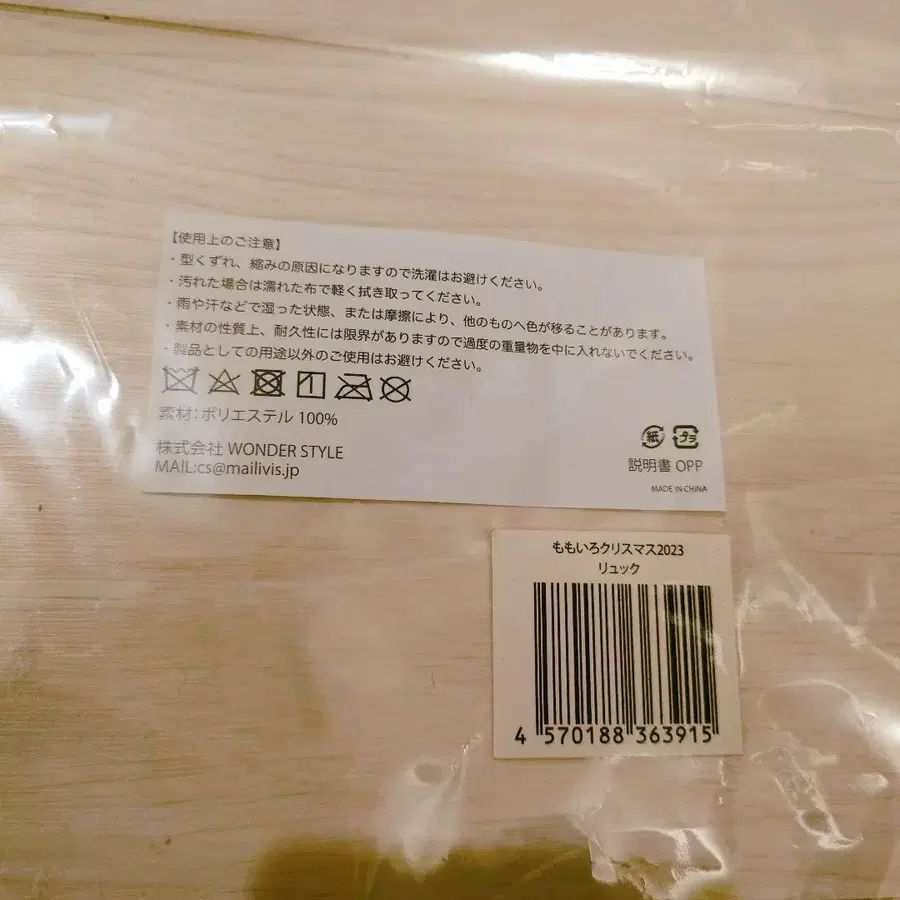 【使用上のご注意】
・型くずれ、縮みの原因になりますので洗濯はお避けください。
・汚れた場合は濡れた布で軽く拭き取ってください。
・雨や汗などで湿った状態、または摩擦により、他のものへ色が移ることがあります。
・素材の性質上、耐久性には限界がありますので過度の重量物を中に入れないでください。
・製品としての用途以外のご使用はお避けください。
素材:ポリエステル 100%
株式会社 WONDER STYLE
MAIL:cs@mailivis.jp
紙 プラ
説明書 OPP
MADE IN CHINA
ももいろクリスマス2023
リュック
4 570188 363915